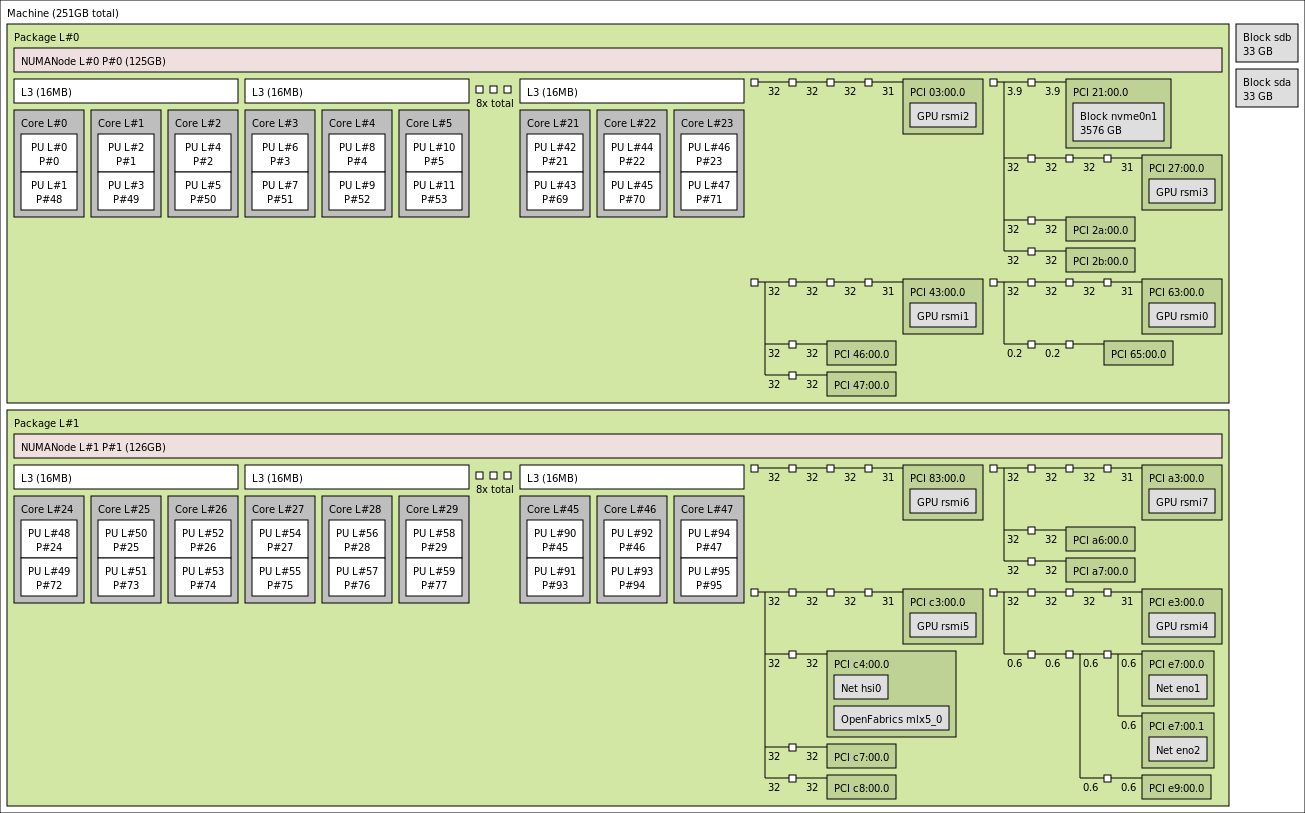 Machine (251GB total)
Package L#0
NUMANode L#0 P#0 (125GB)
L3 (16MB)
L3 (16MB)
8x total
L3 (16MB)
Core L#0
PU L#0
P#0
PU L#1
P#48
Core L#1
PU L#2
P#1
PU L#3
P#49
Core L#2
PU L#4
P#2
PU L#5
P#50
Core L#3
PU L#6
P#3
PU L#7
P#51
Core L#4
PU L#8
P#4
PU L#9
P#52
Core L#5
PU L#10
P#5
PU L#11
P#53
Core L#21
PU L#42
P#21
PU L#43
P#69
Core L#22
PU L#44
P#22
PU L#45
P#70
Core L#23
PU L#46
P#23
PU L#47
P#71
32 32 32 31
PCI 03:00.0
GPU rsmi2
3.9 3.9
PCI 21:00.0
Block nvme0n1
3576 GB
32 32 32 31
PCI 27:00.0
GPU rsmi3
32 32
PCI 2a:00.0
32 32
PCI 2b:00.0
32 32 32 31
PCI 43:00.0
GPU rsmi1
32 32
PCI 46:00.0
32 32
PCI 47:00.0
32 32 32 31
PCI 63:00.0
GPU rsmi0
0.2 0.2
PCI 65:00.0
Package L#1
NUMANode L#1 P#1 (126GB)
L3 (16MB)
L3 (16MB)
8x total
L3 (16MB)
Core L#24
PU L#48
P#24
PU L#49
P#72
Core L#25
PU L#50
P#25
PU L#51
P#73
Core L#26
PU L#52
P#26
PU L#53
P#74
Core L#27
PU L#54
P#27
PU L#55
P#75
Core L#28
PU L#56
P#28
PU L#57
P#76
Core L#29
PU L#58
P#29
PU L#59
P#77
Core L#45
PU L#90
P#45
PU L#91
P#93
Core L#46
PU L#92
P#46
PU L#93
P#94
Core L#47
PU L#94
P#47
PU L#95
P#95
32 32 32 31
PCI 83:00.0
GPU rsmi6
32 32 32 31
PCI a3:00.0
GPU rsmi7
32 32
PCI a6:00.0
32 32
PCI a7:00.0
32 32 32 31
PCI c3:00.0
GPU rsmi5
32 32
PCI c4:00.0
Net hsi0
OpenFabrics mlx5_0
32 32
PCI c7:00.0
32 32
PCI c8:00.0
32 32 32 31
PCI e3:00.0
GPU rsmi4
0.6 0.6 0.6 0.6
PCI e7:00.0
Net eno1
0.6
PCI e7:00.1
Net eno2
0.6 0.6
PCI e9:00.0
Block sdb
33 GB
Block sda
33 GB